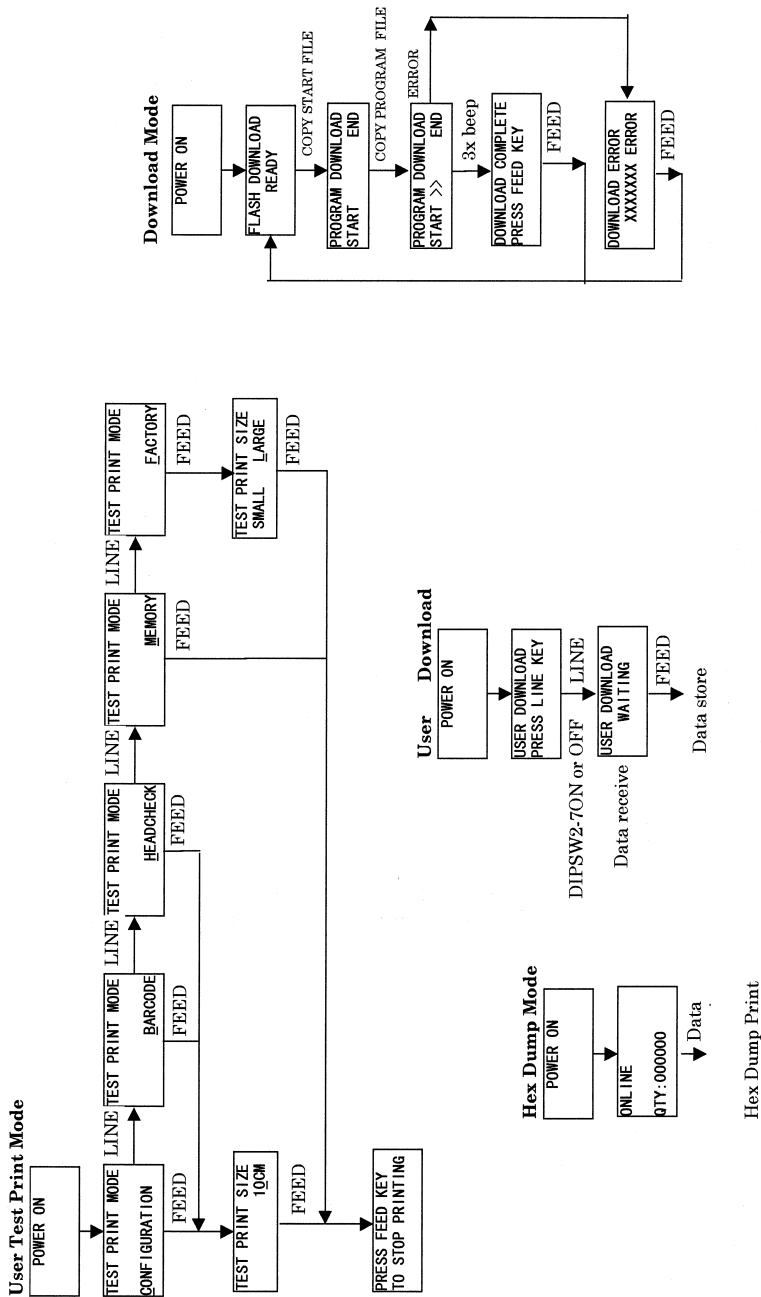 User Test Print Mode
POWER ON
TEST PRINT MODE
CONFIGURATION
LINE
TEST PRINT MODE
BARCODE
LINE
TEST PRINT MODE
HEADCHECK
LINE
TEST PRINT MODE
MEMORY
LINE
TEST PRINT MODE
FACTORY
FEED
FEED
FEED
FEED
FEED
TEST PRINT SIZE
10CM
TEST PRINT SIZE
SMALL LARGE
FEED
FEED
PRESS FEED KEY
TO STOP PRINTING
Hex Dump Mode
POWER ON
ONLINE
QTY:000000
Data
Hex Dump Print
User Download
POWER ON
USER DOWNLOAD
PRESS LINE KEY
DIPSW2-7ON or OFF LINE
USER DOWNLOAD
WAITING
Data receive
FEED
Data store
Download Mode
POWER ON
FLASH DOWNLOAD
READY
COPY START FILE
PROGRAM DOWNLOAD
START END
COPY PROGRAM FILE
PROGRAM DOWNLOAD
START >> END
ERROR
3x beep
DOWNLOAD COMPLETE
PRESS FEED KEY
FEED
DOWNLOAD ERROR
XXXXXXX ERROR
FEED